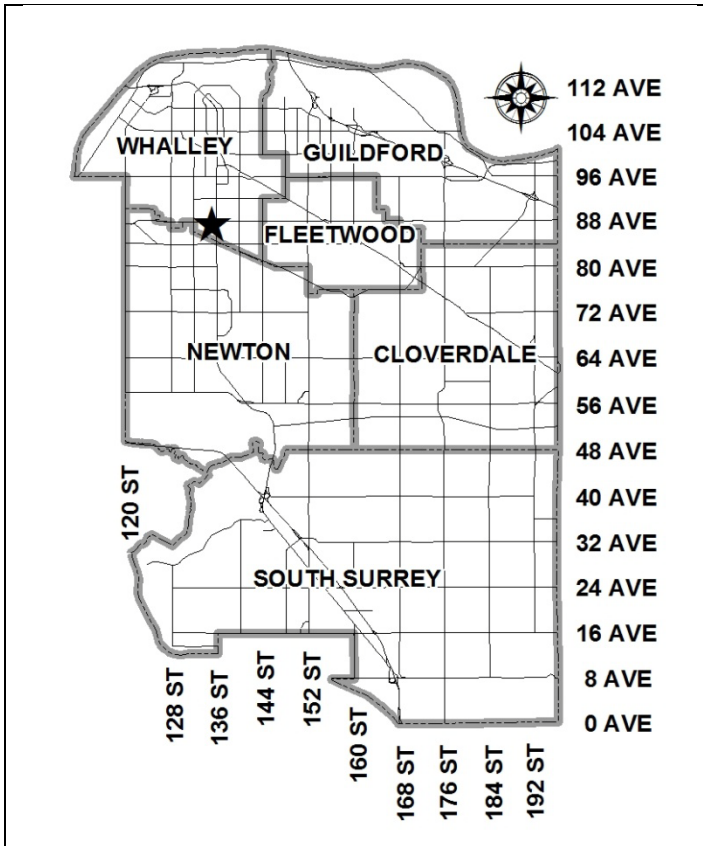 112 AVE
104 AVE
WHALLEY
GUILDFORD
96 AVE
88 AVE
FLEETWOOD
80 AVE
72 AVE
NEWTON
CLOVERDALE
64 AVE
56 AVE
48 AVE
120 ST
40 AVE
32 AVE
SOUTH SURREY
24 AVE
16 AVE
128 ST
136 ST
144 ST
152 ST
160 ST
168 ST
176 ST
184 ST
192 ST
8 AVE
0 AVE